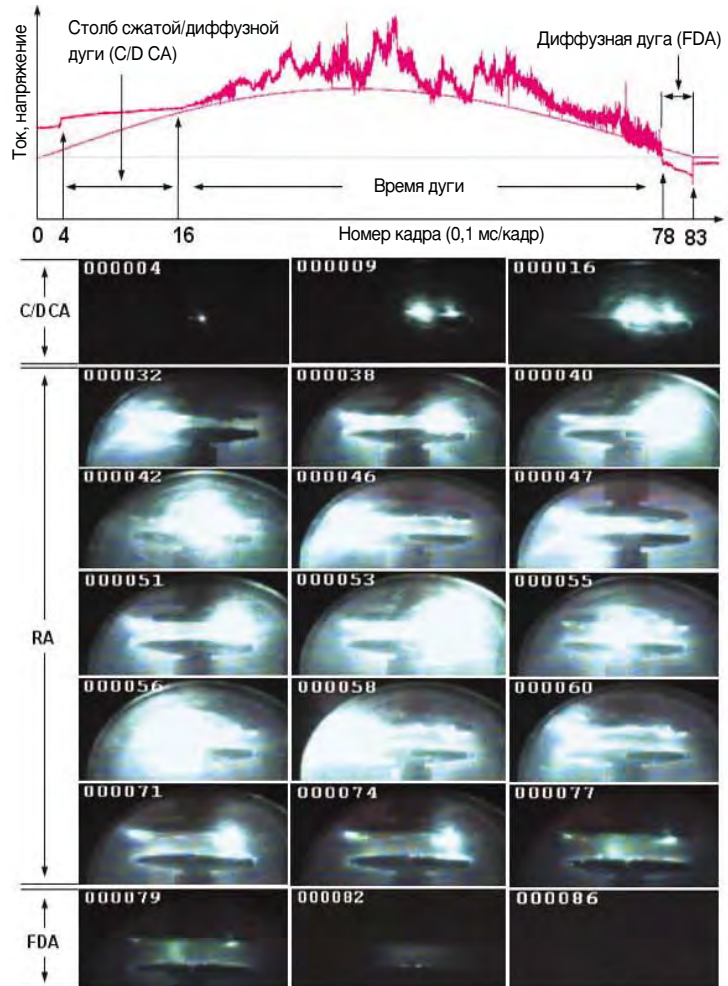 Столб сжатой/диффузной
дуги (C/D CA)
Диффузная дуга (FDA)
Ток, напряжение
Время дуги
0 4 16 Номер кадра (0,1 мс/кадр) 78 83
C/D CA
000004 000009 000016
RA
000032 000038 000040
000042 000046 000047
000051 000053 000055
000056 000058 000060
000071 000074 000077
FDA
000079 000082 000086